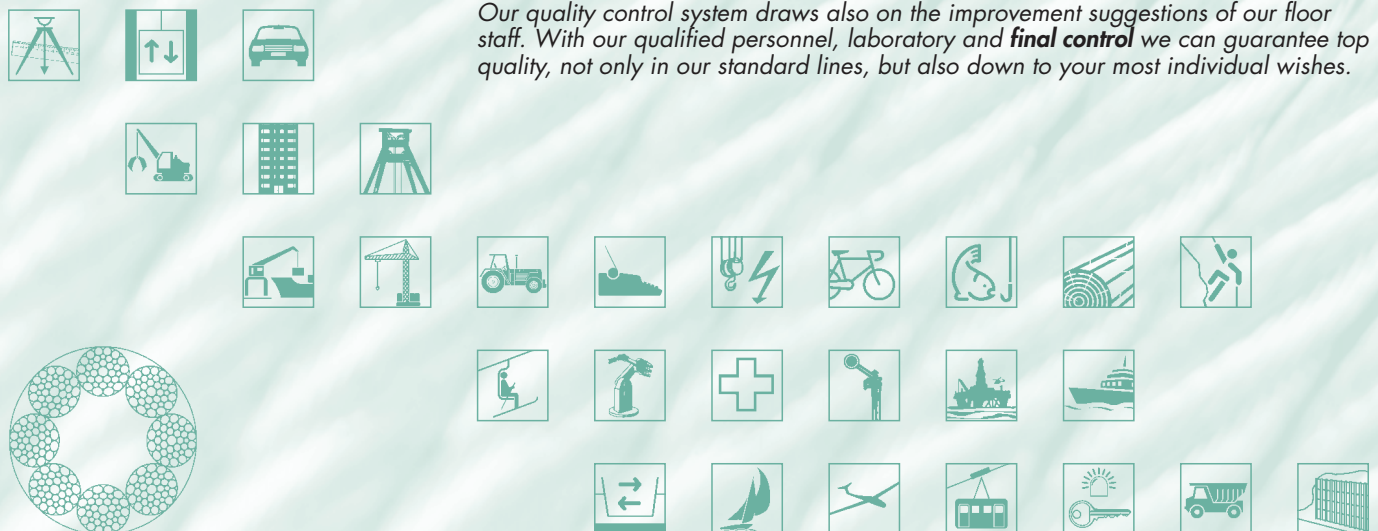 Our quality control system draws also on the improvement suggestions of our floor
staff. With our qualified personnel, laboratory and final control we can guarantee top
quality, not only in our standard lines, but also down to your most individual wishes.